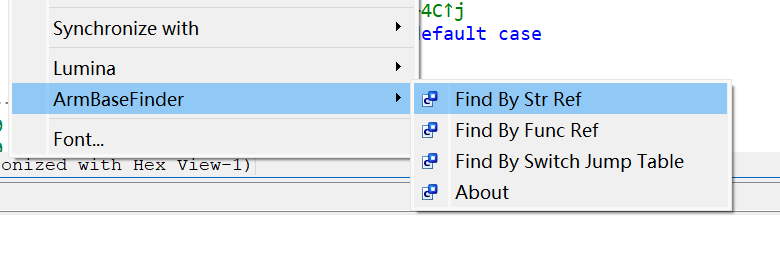 4C↑j
Synchronize with
default case
Lumina
ArmBaseFinder
Find By Str Ref
Find By Func Ref
Font...
Find By Switch Jump Table
onized with Hex View-1)
About